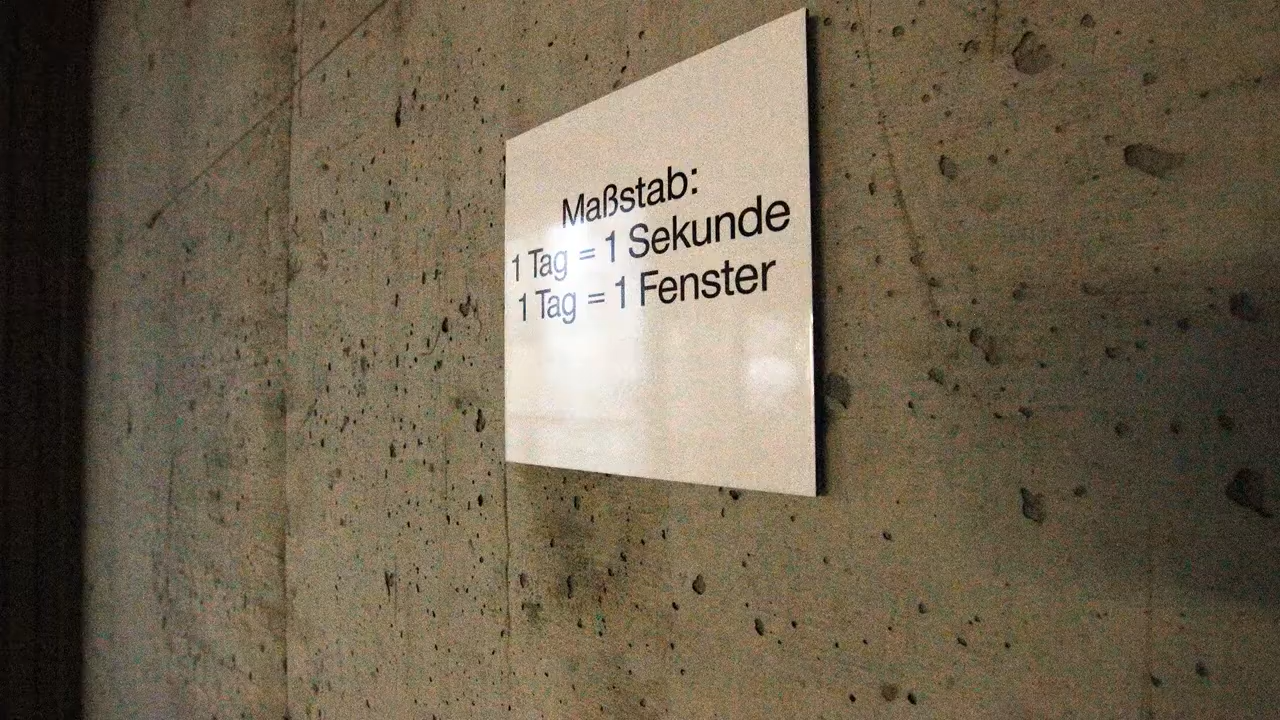 Maßstab:
1 Tag = 1 Sekunde
1 Tag = 1 Fenster